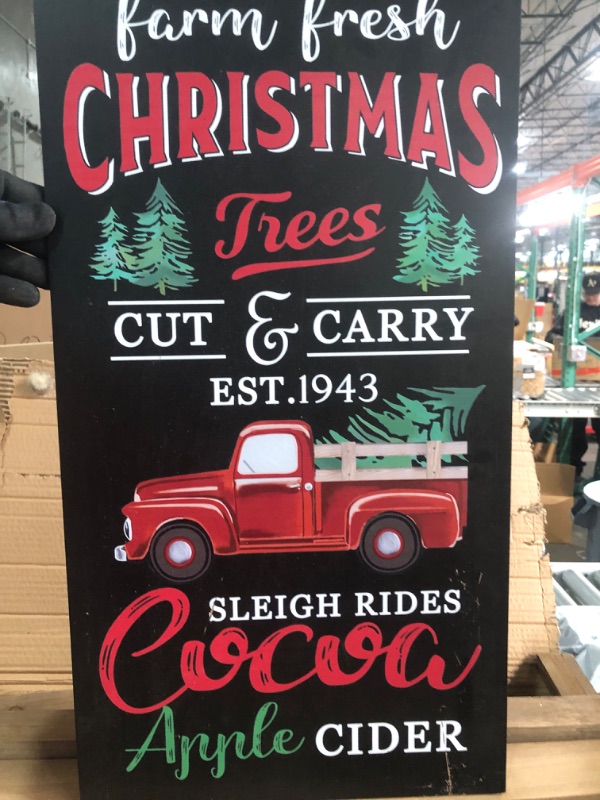 farm fresh
CHRISTMAS
Trees
CUT & CARRY
EST.1943
SLEIGH RIDES
Cocoa
Apple CIDER